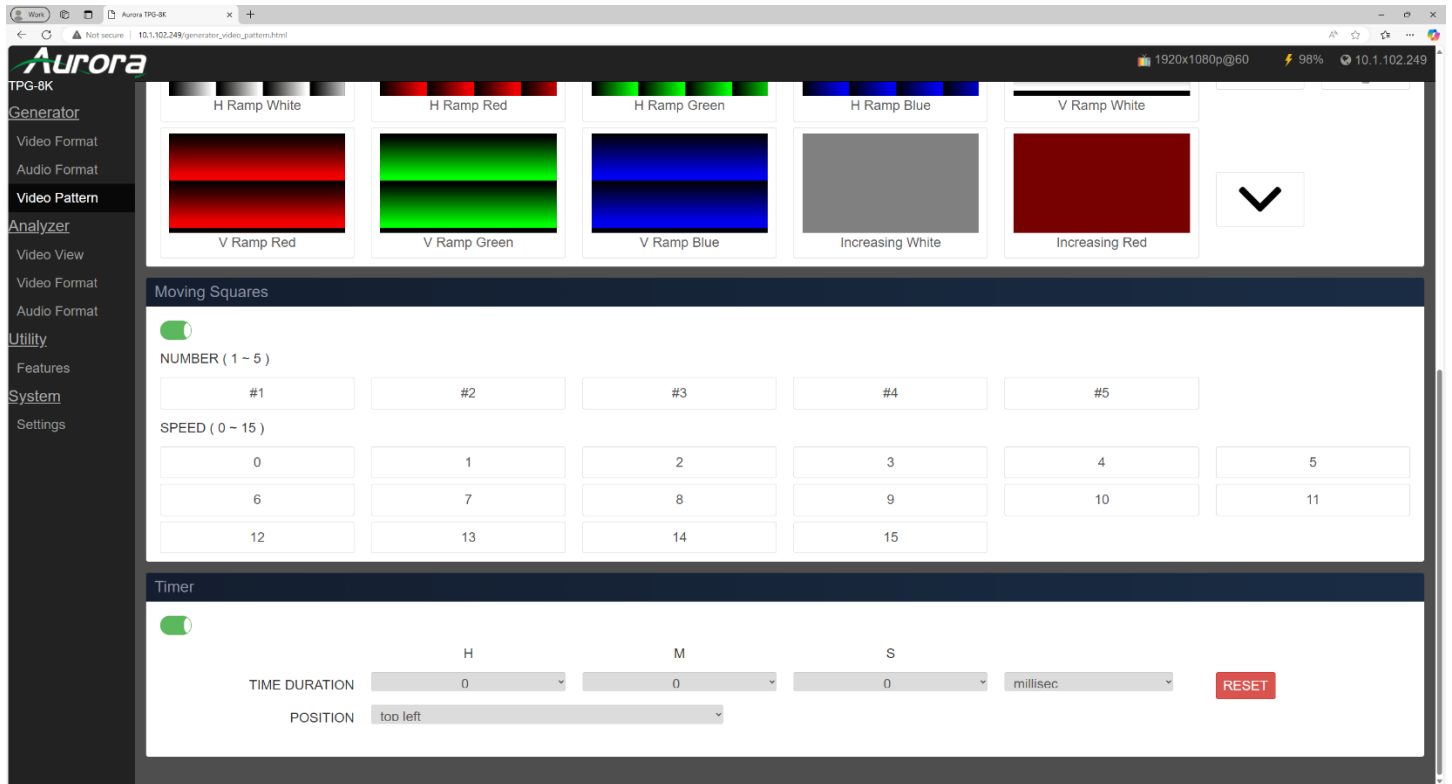 Work
Aurora TPG-8K
Not secure
10.1.102.249/generator_video_pattern.html
Aurora
1920x1080p@60
98%
10.1.102.249
TPG-8K
Generator
Video Format
Audio Format
Video Pattern
Analyzer
Video View
Video Format
Audio Format
Utility
Features
System
Settings
H Ramp White
H Ramp Red
H Ramp Green
H Ramp Blue
V Ramp White
V Ramp Red
V Ramp Green
V Ramp Blue
Increasing White
Increasing Red
Moving Squares
NUMBER ( 1 ~ 5 )
#1
#2
#3
#4
#5
SPEED ( 0 ~ 15 )
0
1
2
3
4
5
6
7
8
9
10
11
12
13
14
15
Timer
H
M
S
TIME DURATION
0
0
0
millisec
RESET
POSITION
top left